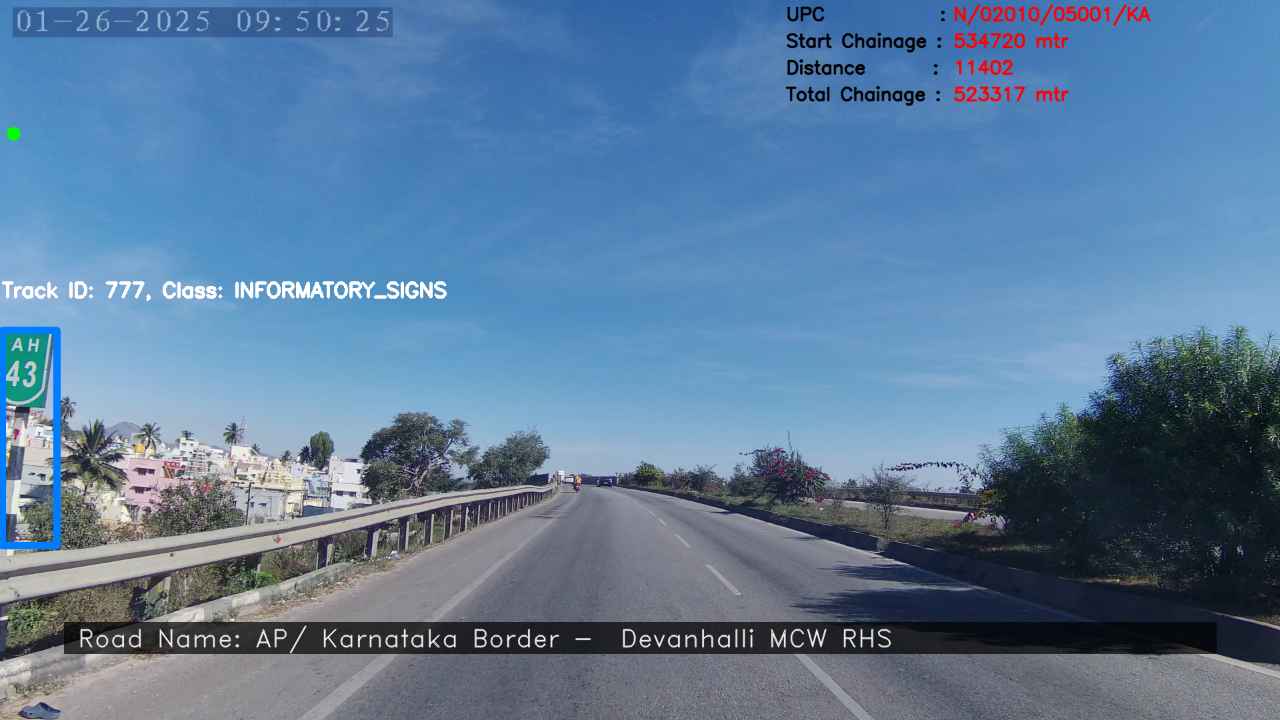 01-26-2025 09:50:25
UPC : N/02010/05001/KA
Start Chainage : 534720 mtr
Distance : 11402
Total Chainage : 523317 mtr
Track ID: 777, Class: INFORMATORY_SIGNS
AH
43
Road Name: AP/ Karnataka Border - Devanhalli MCW RHS